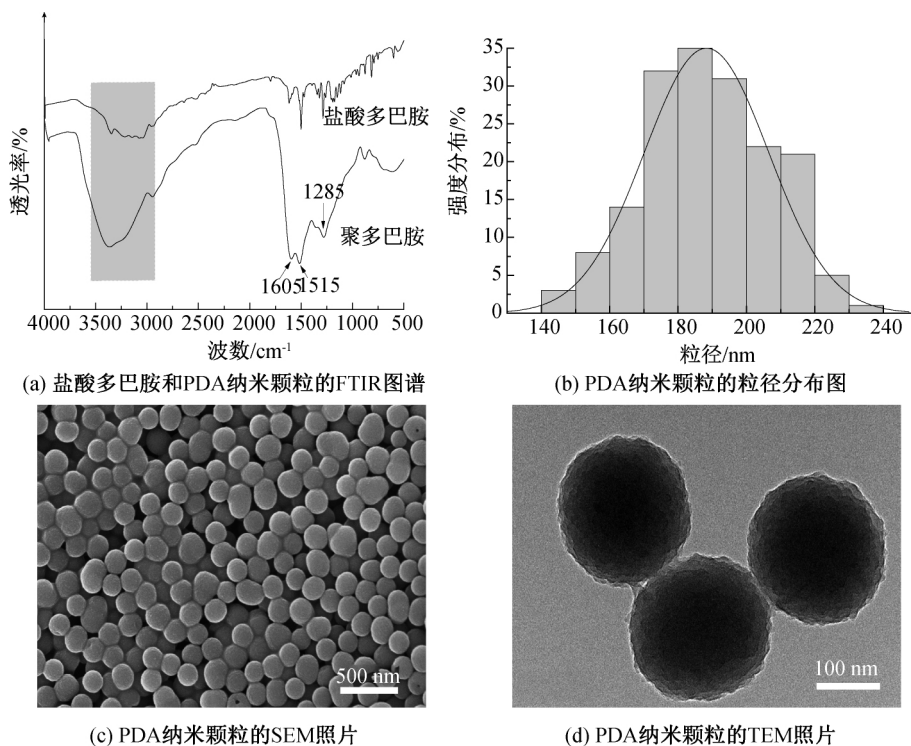 透光率/%
盐酸多巴胺
1285
聚多巴胺
1605
1515
4000 3500 3000 2500 2000 1500 1000 500
波数/cm-1
(a) 盐酸多巴胺和PDA纳米颗粒的FTIR图谱
强度分布/%
35
30
25
20
15
10
5
0
140 160 180 200 220 240
粒径/nm
(b) PDA纳米颗粒的粒径分布图
500 nm
(c) PDA纳米颗粒的SEM照片
100 nm
(d) PDA纳米颗粒的TEM照片